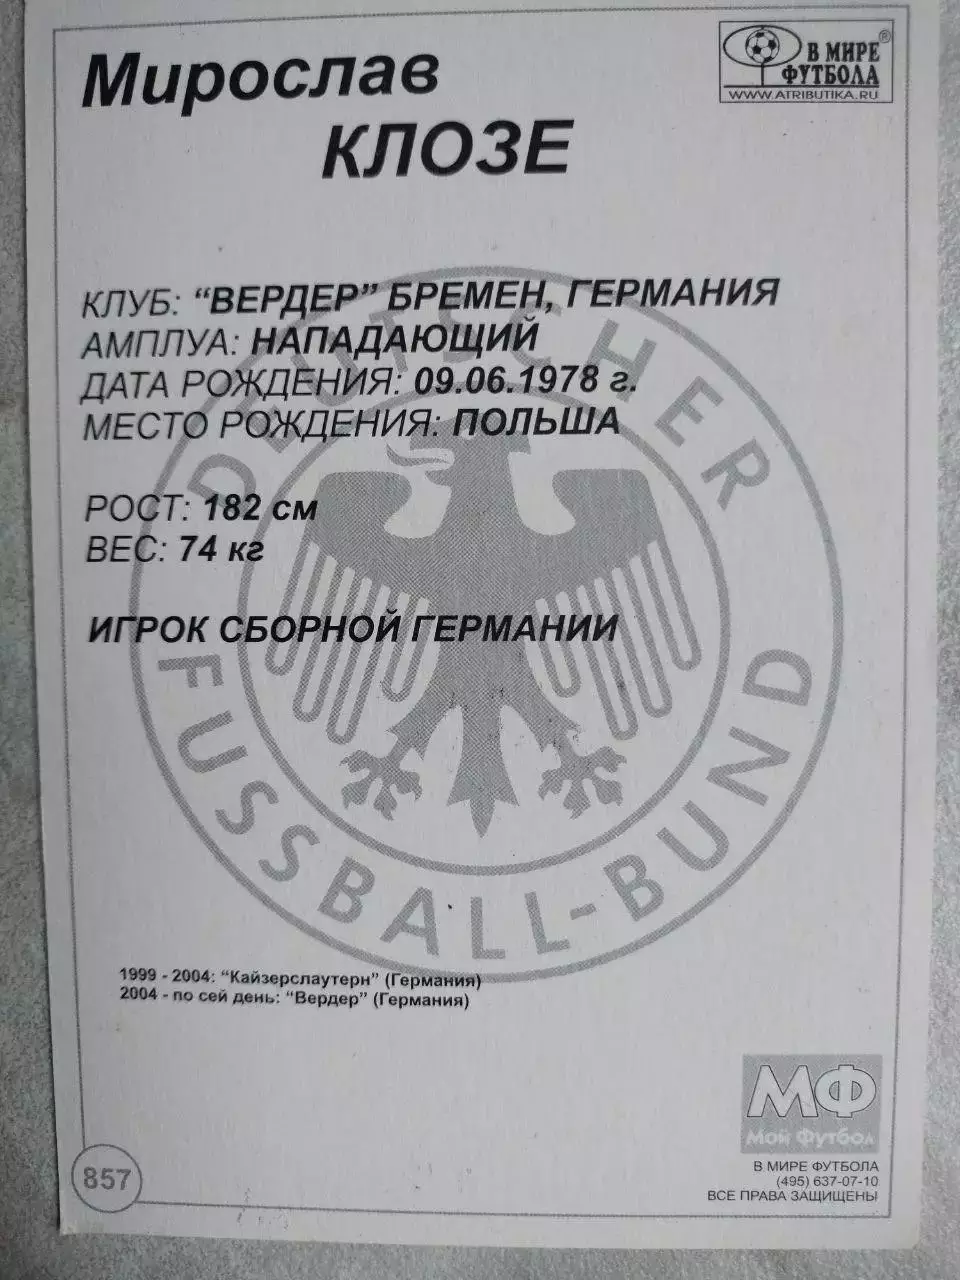 Мирослав
КЛОЗЕ
В МИРЕ
ФУТБОЛА
®
WWW.ATRIBUTIKA.RU
КЛУБ: “ВЕРДЕР” БРЕМЕН, ГЕРМАНИЯ
АМПЛУА: НАПАДАЮЩИЙ
ДАТА РОЖДЕНИЯ: 09.06.1978 г.
МЕСТО РОЖДЕНИЯ: ПОЛЬША
РОСТ: 182 см
ВЕС: 74 кг
ИГРОК СБОРНОЙ ГЕРМАНИИ
DEUTSCHER
FUSSBALL-BUND
1999 - 2004: “Кайзерслаутерн” (Германия)
2004 - по сей день: “Вердер” (Германия)
МФ
Мой Футбол
В МИРЕ ФУТБОЛА
(495) 637-07-10
ВСЕ ПРАВА ЗАЩИЩЕНЫ
857